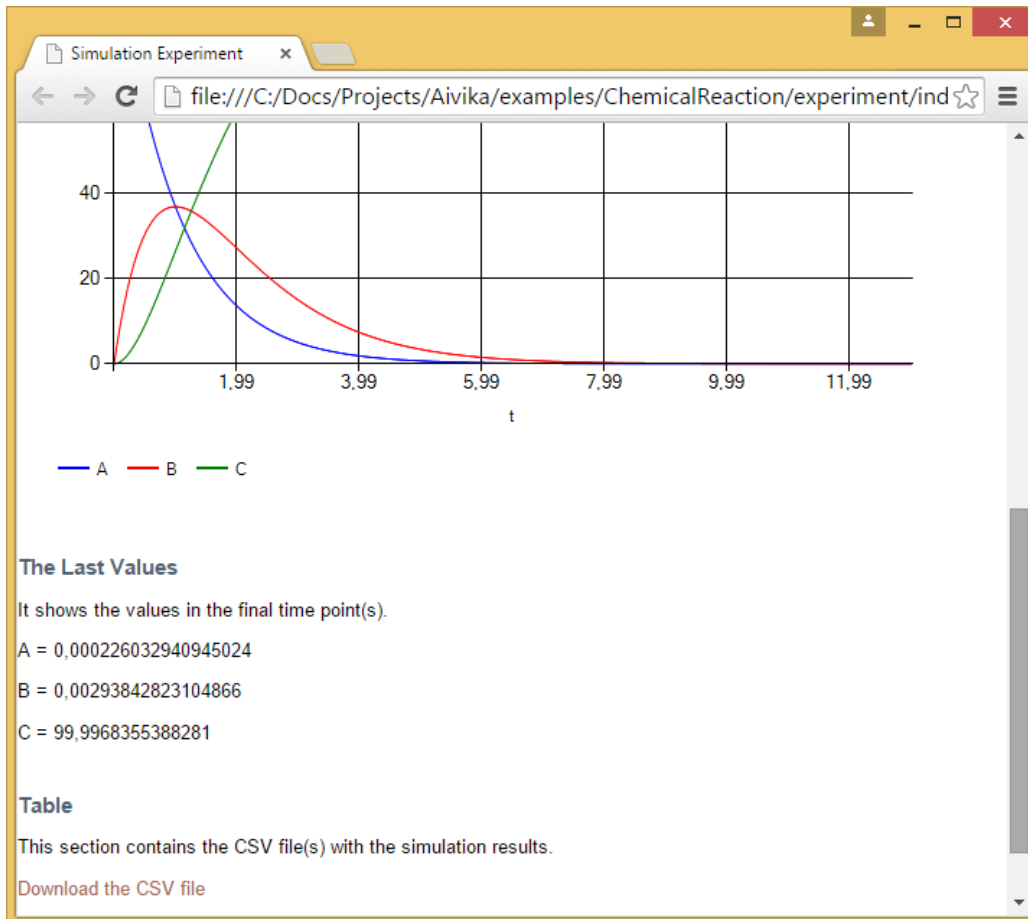 Simulation Experiment
file:///C:/Docs/Projects/Aivika/examples/ChemicalReaction/experiment/ind
40
20
0
1,99 3,99 5,99 7,99 9,99 11,99
t
A B C
The Last Values
It shows the values in the final time point(s).
A = 0,000226032940945024
B = 0,00293842823104866
C = 99,9968355388281
Table
This section contains the CSV file(s) with the simulation results.
Download the CSV file